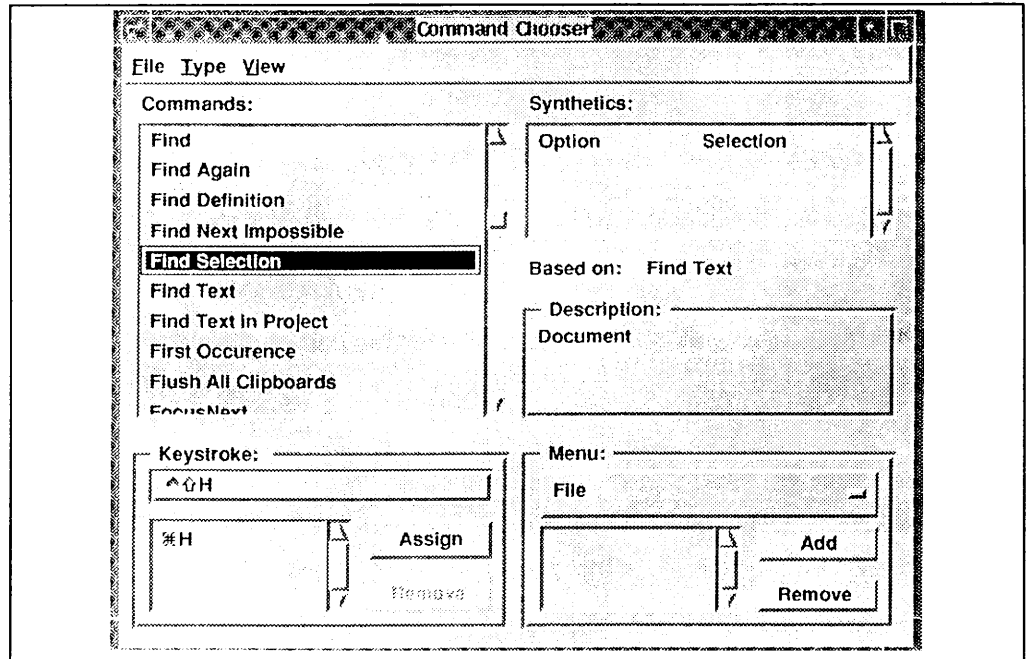 Command Chooser
File Type View
Commands:
Find
Find Again
Find Definition
Find Next Impossible
Find Selection
Find Text
Find Text in Project
First Occurence
Flush All Clipboards
FocusNext
Synthetics:
Option Selection
Based on: Find Text
Description:
Document
Keystroke:
^⇧H
⌘H
Assign
Remove
Menu:
File
Add
Remove